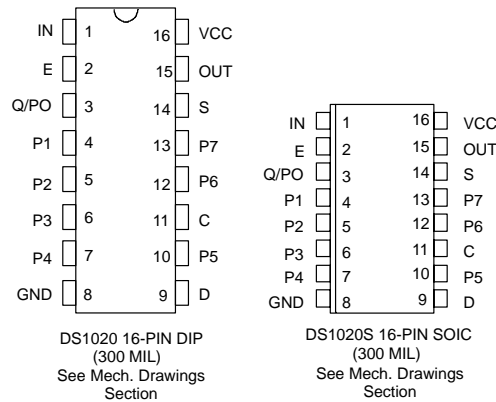 IN 1 16 VCC
E 2 15 OUT
Q/PO 3 14 S
P1 4 13 P7
P2 5 12 P6
P3 6 11 C
P4 7 10 P5
GND 8 9 D
DS1020 16-PIN DIP
(300 MIL)
See Mech. Drawings
Section
IN 1 16 VCC
E 2 15 OUT
Q/PO 3 14 S
P1 4 13 P7
P2 5 12 P6
P3 6 11 C
P4 7 10 P5
GND 8 9 D
DS1020S 16-PIN SOIC
(300 MIL)
See Mech. Drawings
Section